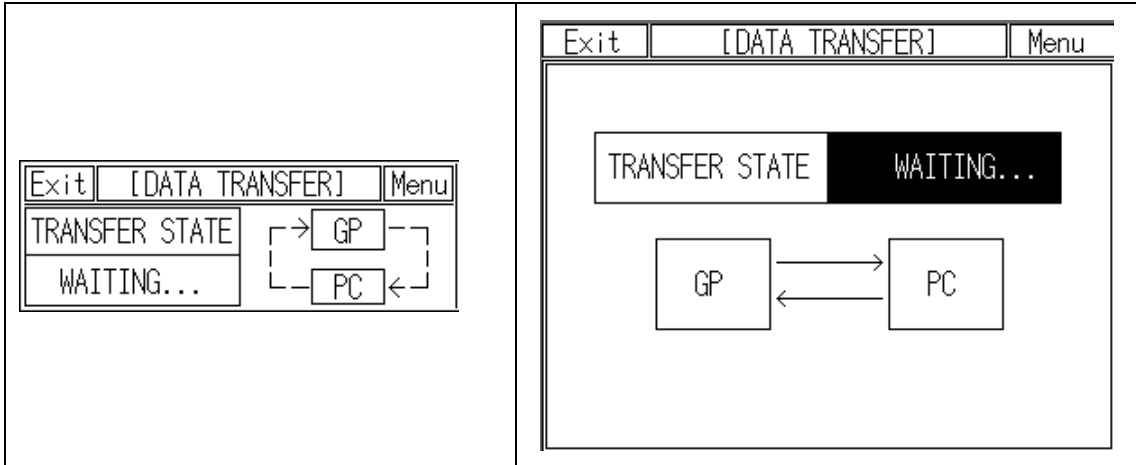 Exit [DATA TRANSFER] Menu
TRANSFER STATE
WAITING...
GP
PC
Exit [DATA TRANSFER] Menu
TRANSFER STATE WAITING...
GP PC